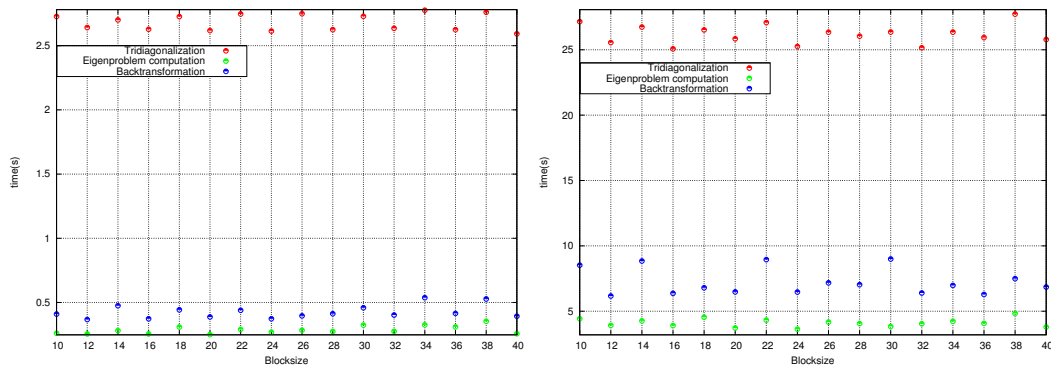 2.5
2
1.5
1
0.5
time(s)
Tridiagonalization
Eigenproblem computation
Backtransformation
10 12 14 16 18 20 22 24 26 28 30 32 34 36 38 40
Blocksize
25
20
15
10
5
time(s)
Tridiagonalization
Eigenproblem computation
Backtransformation
10 12 14 16 18 20 22 24 26 28 30 32 34 36 38 40
Blocksize